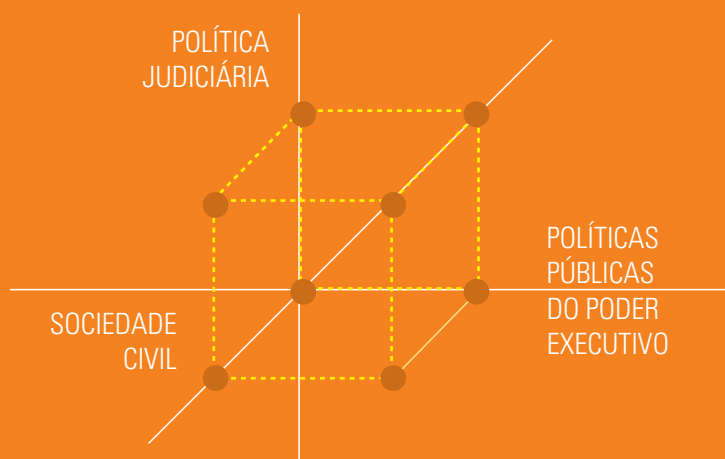 POLÍTICA
JUDICIÁRIA
POLÍTICAS
PÚBLICAS
DO PODER
EXECUTIVO
SOCIEDADE
CIVIL